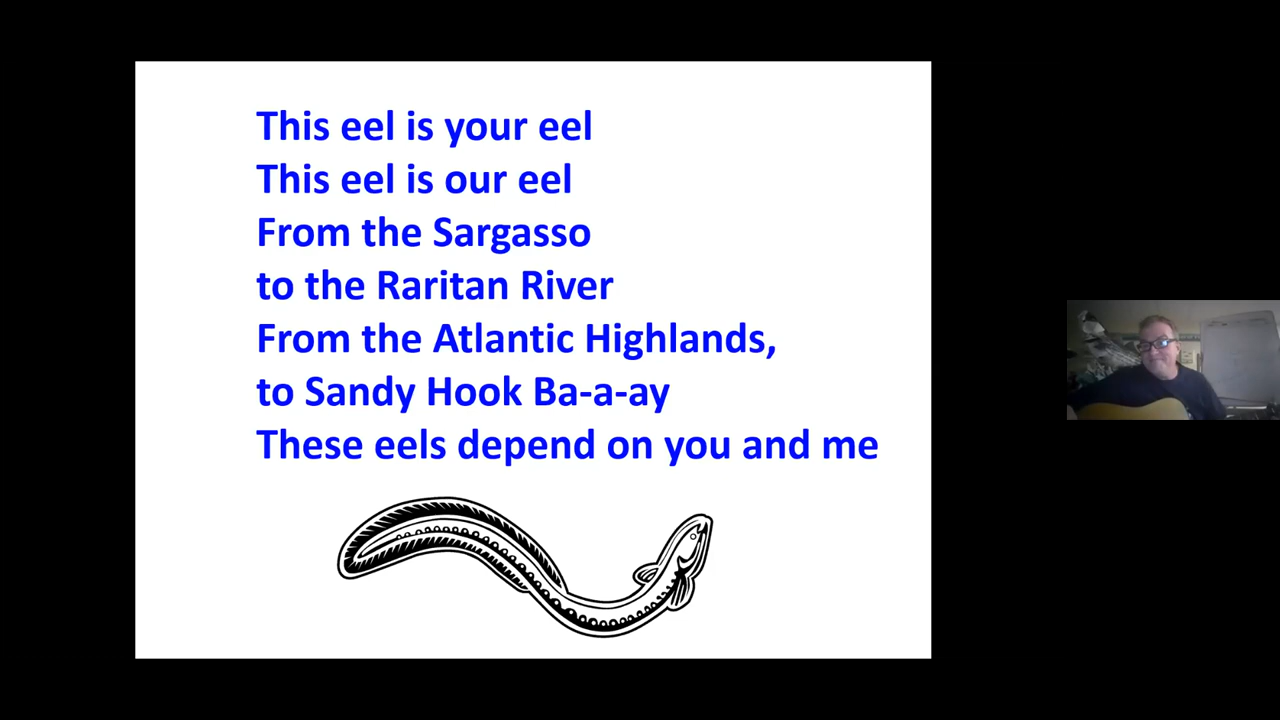 This eel is your eel
This eel is our eel
From the Sargasso
to the Raritan River
From the Atlantic Highlands,
to Sandy Hook Ba-a-ay
These eels depend on you and me